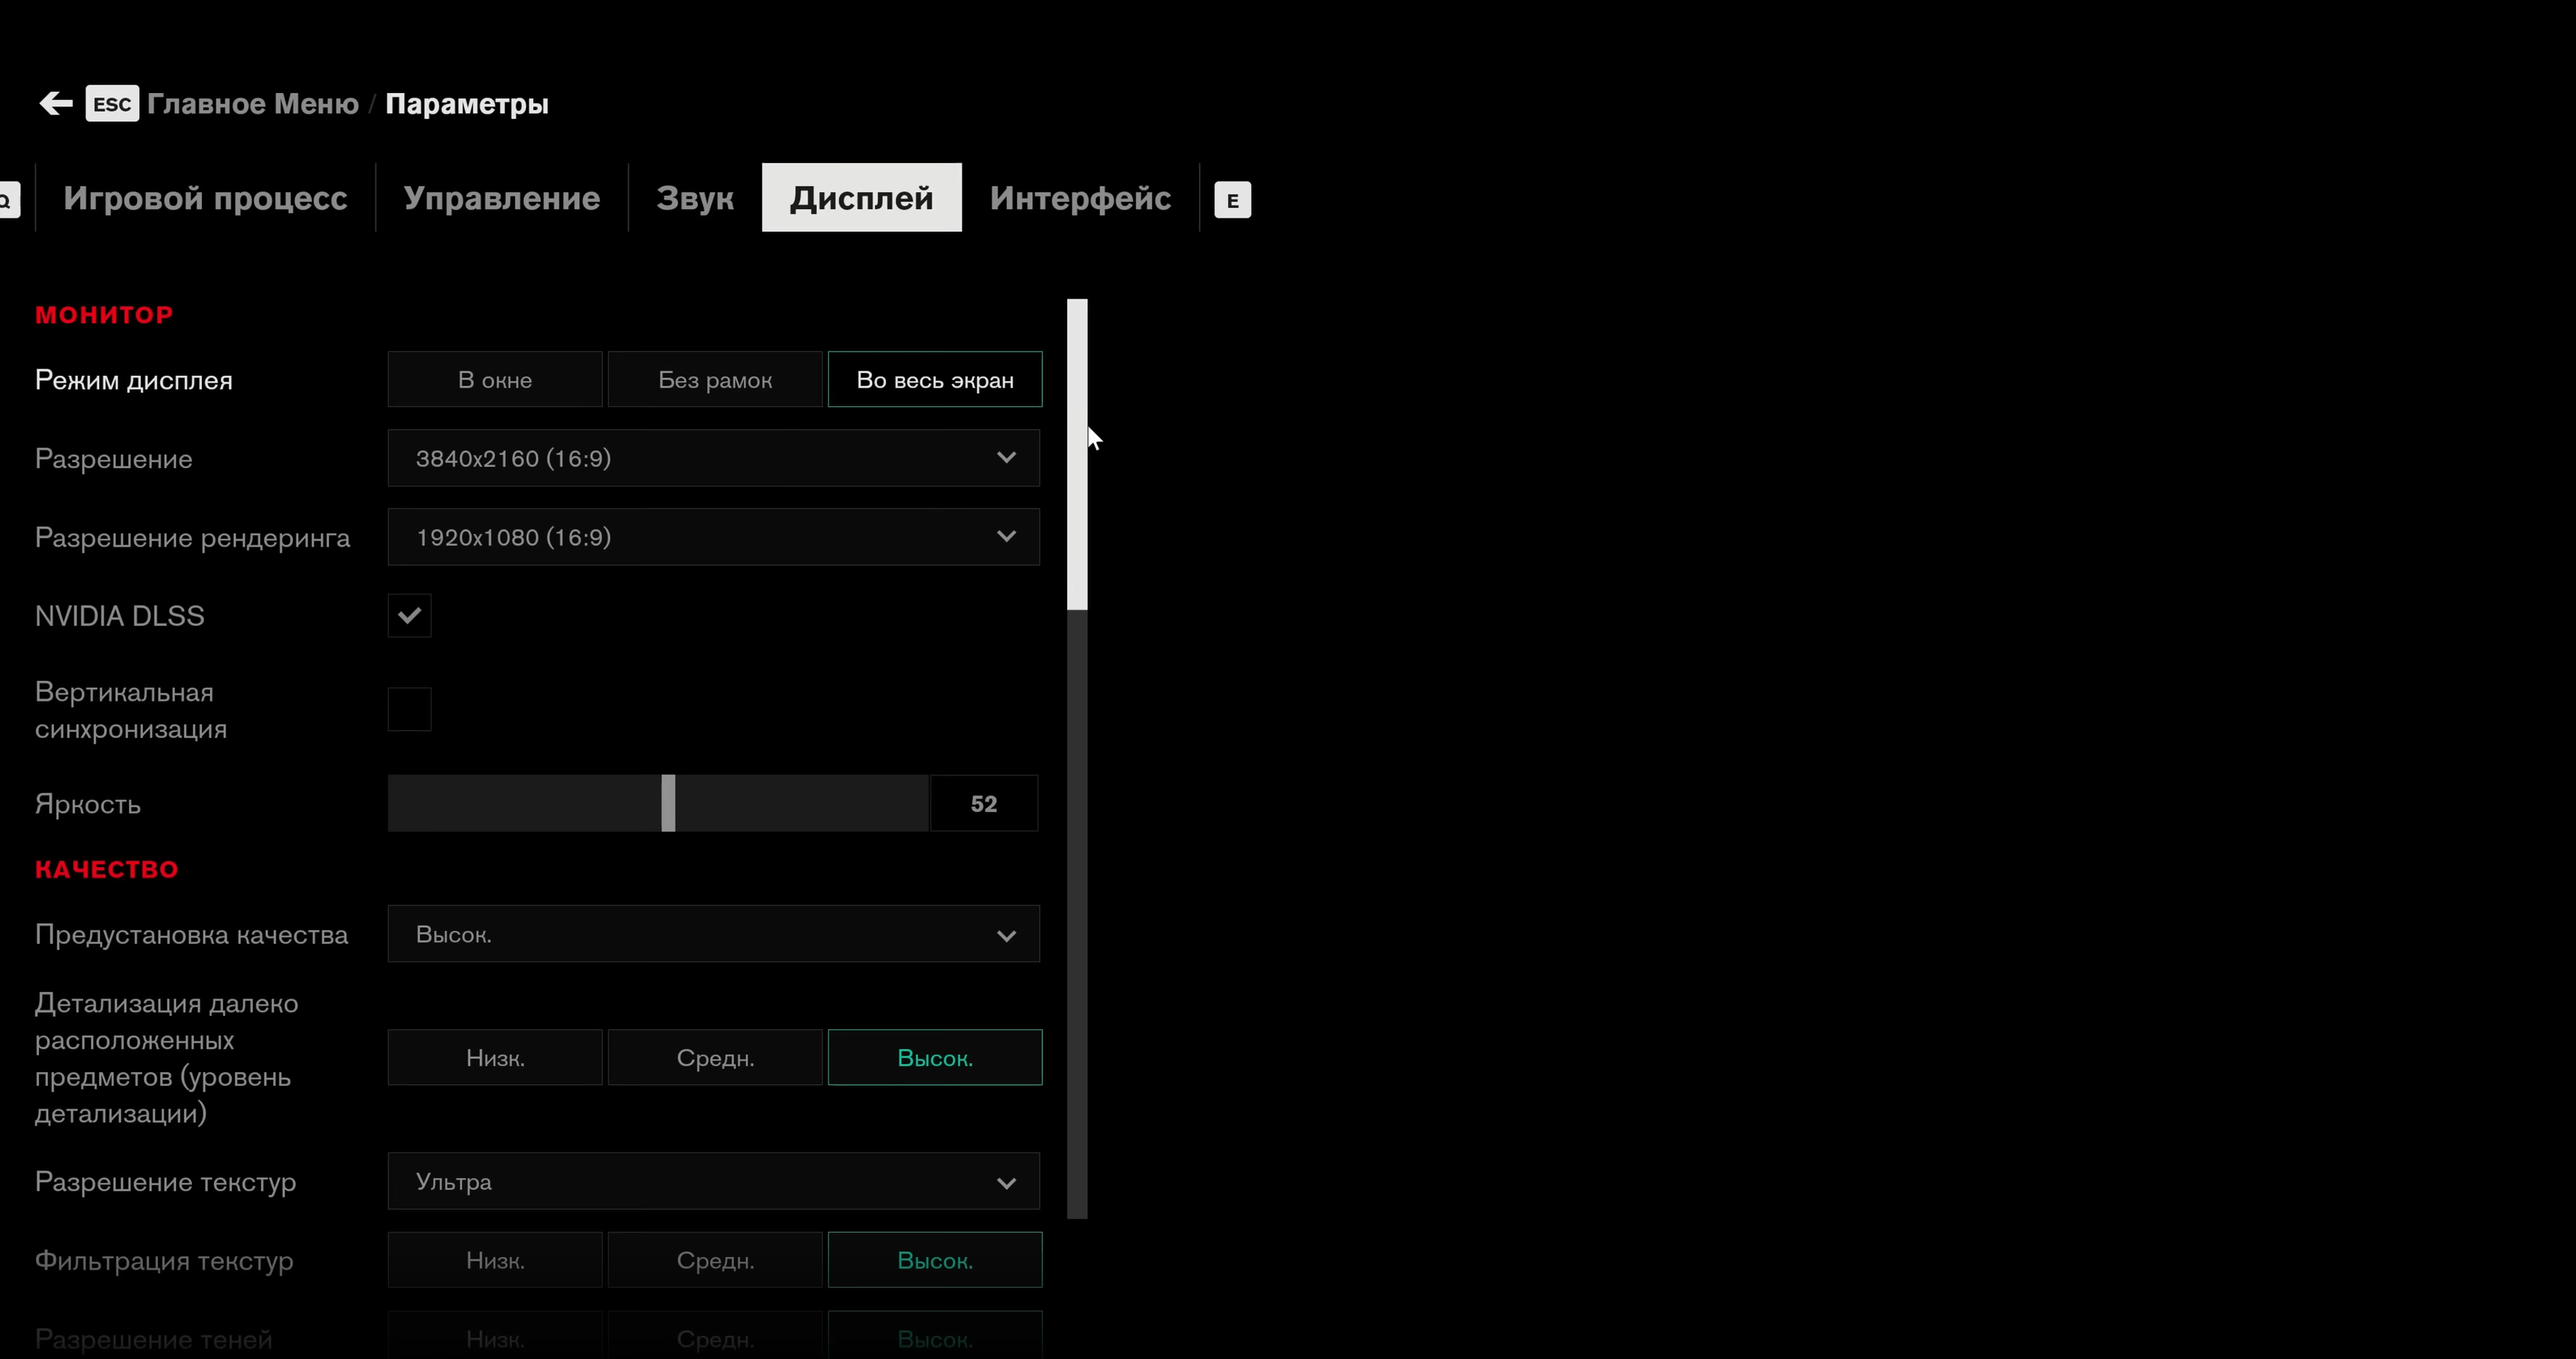 ESC Главное Меню / Параметры
Q Игровой процесс Управление Звук Дисплей Интерфейс E
МОНИТОР
Режим дисплея В окне Без рамок Во весь экран
Разрешение 3840x2160 (16:9)
Разрешение рендеринга 1920x1080 (16:9)
NVIDIA DLSS
Вертикальная
синхронизация
Яркость 52
КАЧЕСТВО
Предустановка качества Высок.
Детализация далеко
расположенных
предметов (уровень
детализации)
Низк. Средн. Высок.
Разрешение текстур Ультра
Фильтрация текстур Низк. Средн. Высок.
Разрешение теней Низк. Средн. Высок.